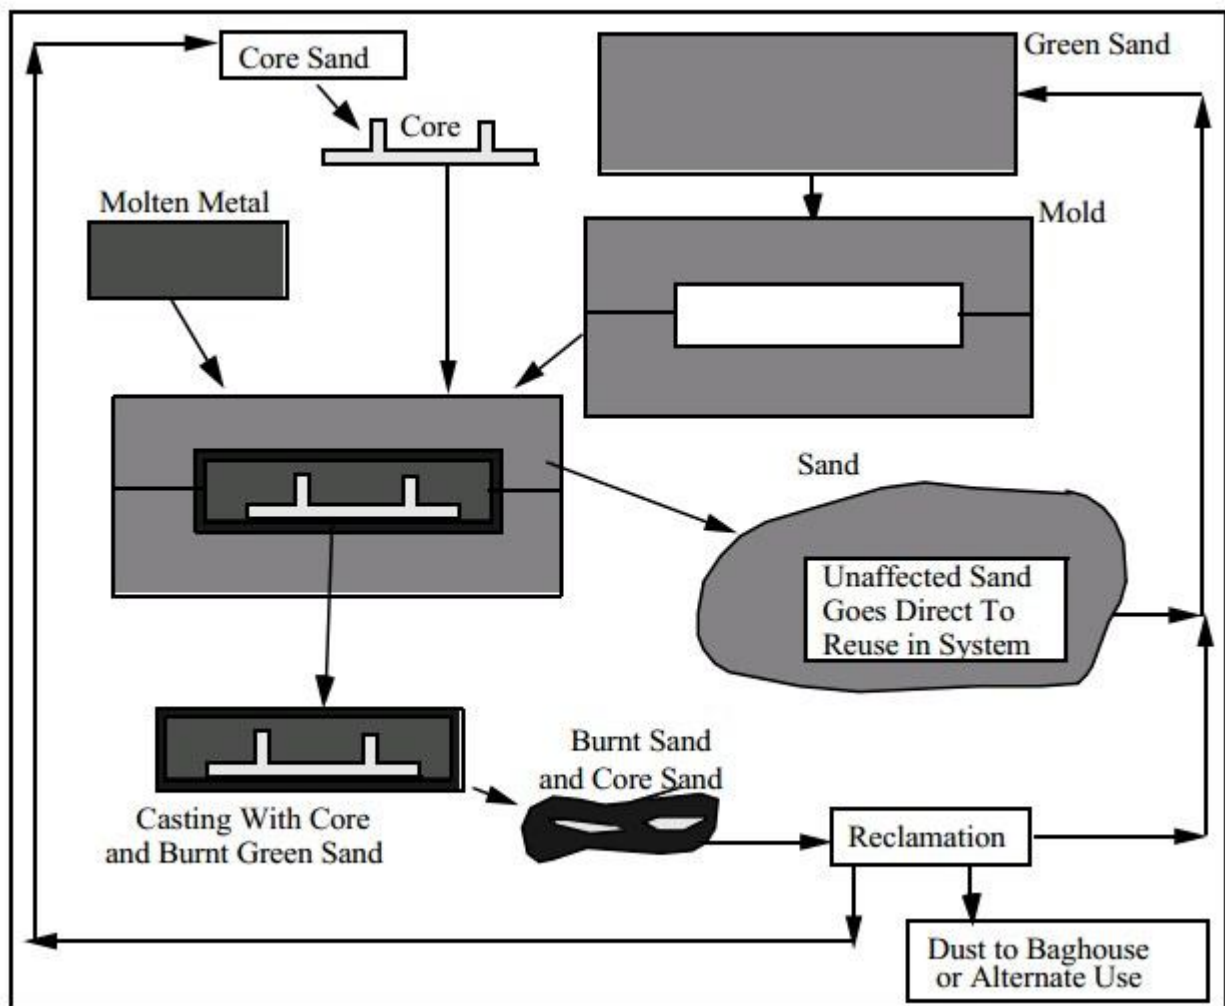 Core Sand
Green Sand
Core
Molten Metal
Mold
Sand
Unaffected Sand
Goes Direct To
Reuse in System
Burnt Sand
and Core Sand
Casting With Core
and Burnt Green Sand
Reclamation
Dust to Baghouse
or Alternate Use